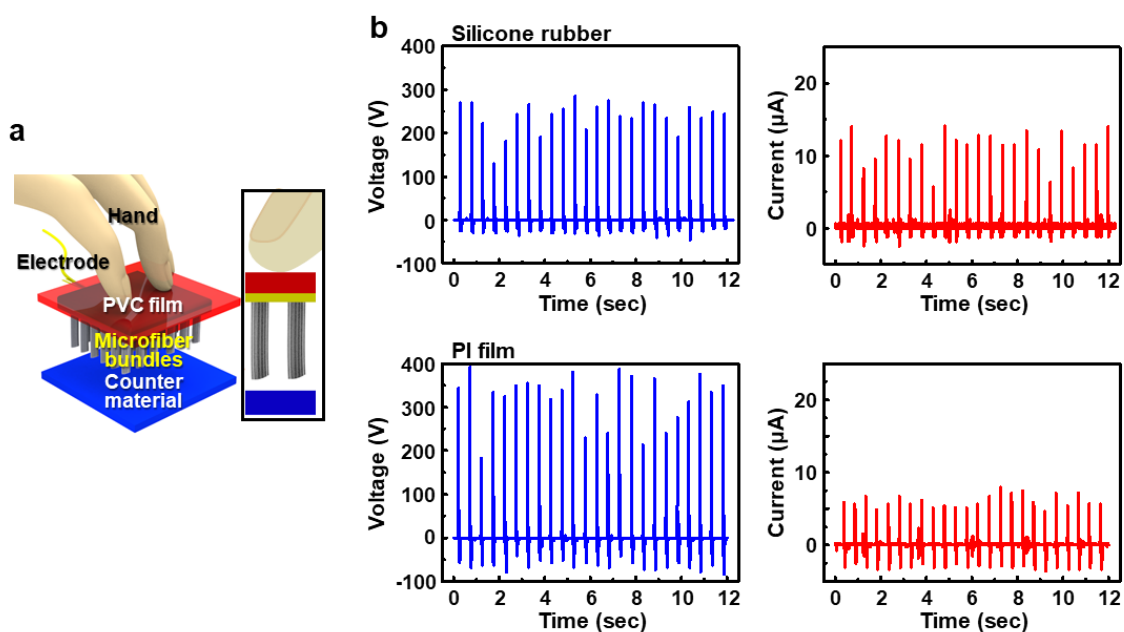 a
Hand
Electrode
PVC film
Microfiber
bundles
Counter
material
b
Silicone rubber
400
300
200
100
0
-100
Voltage (V)
0 2 4 6 8 10 12
Time (sec)
20
10
0
Current (µA)
0 2 4 6 8 10 12
Time (sec)
PI film
400
300
200
100
0
-100
Voltage (V)
0 2 4 6 8 10 12
Time (sec)
20
10
0
Current (µA)
0 2 4 6 8 10 12
Time (sec)